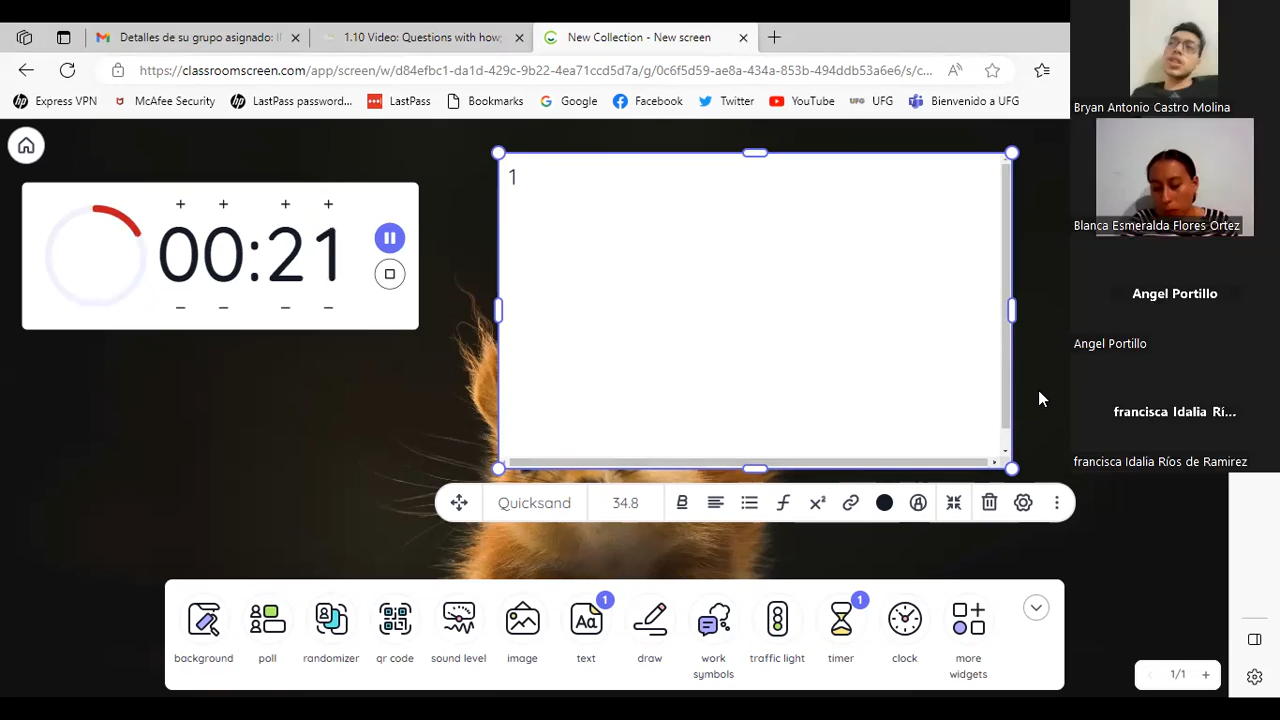 Detalles de su grupo asignado: I
1.10 Video: Questions with how
New Collection - New screen
https://classroomscreen.com/app/screen/w/d84efbc1-da1d-429c-9b22-4ea71ccd5d7a/g/0c6f5d59-ae8a-434a-853b-494ddb53a6e6/s/c...
Express VPN
McAfee Security
LastPass password...
LastPass
Bookmarks
Google
Facebook
Twitter
YouTube
UFG
Bienvenido a UFG
Bryan Antonio Castro Molina
Blanca Esmeralda Flores Ortez
Angel Portillo
Angel Portillo
francisca Idalia Rí...
francisca Idalia Ríos de Ramirez
00:21
1
Quicksand
34.8
background
poll
randomizer
qr code
sound level
image
text
1
draw
work symbols
traffic light
timer
1
clock
more widgets
1/1